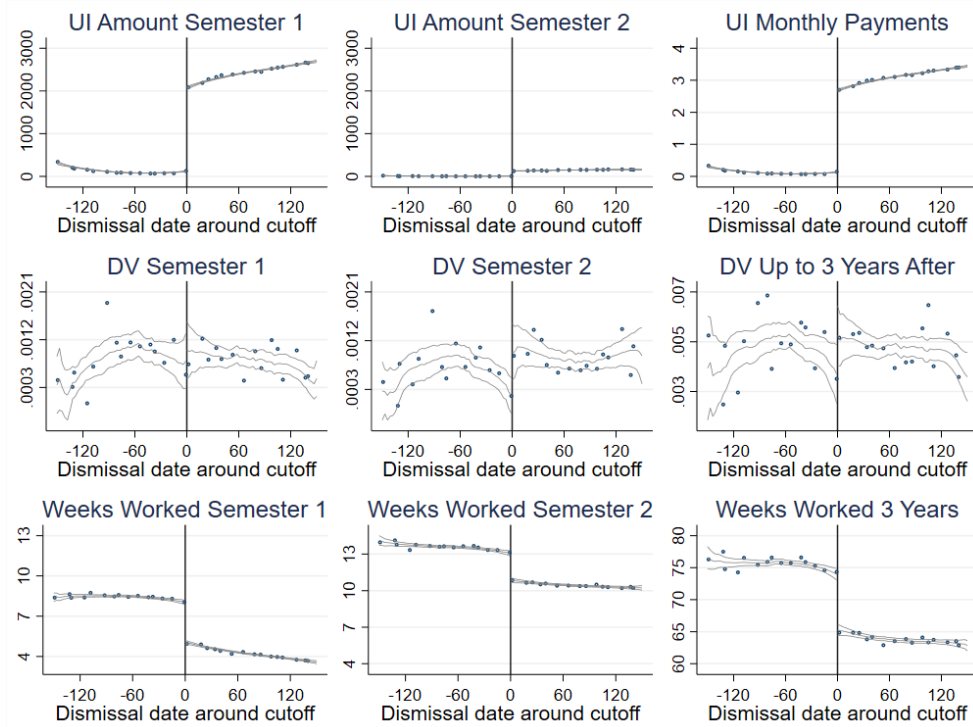 UI Amount Semester 1
UI Amount Semester 2
UI Monthly Payments
3000
2000
1000
0
-120 -60 0 60 120
Dismissal date around cutoff
3000
2000
1000
0
-120 -60 0 60 120
Dismissal date around cutoff
4
3
2
1
0
-120 -60 0 60 120
Dismissal date around cutoff
DV Semester 1
DV Semester 2
DV Up to 3 Years After
.0021
.0012
.0003
-120 -60 0 60 120
Dismissal date around cutoff
.0021
.0012
.0003
-120 -60 0 60 120
Dismissal date around cutoff
.007
.005
.003
-120 -60 0 60 120
Dismissal date around cutoff
Weeks Worked Semester 1
Weeks Worked Semester 2
Weeks Worked 3 Years
13
10
7
4
-120 -60 0 60 120
Dismissal date around cutoff
13
10
7
4
-120 -60 0 60 120
Dismissal date around cutoff
80
75
70
65
60
-120 -60 0 60 120
Dismissal date around cutoff